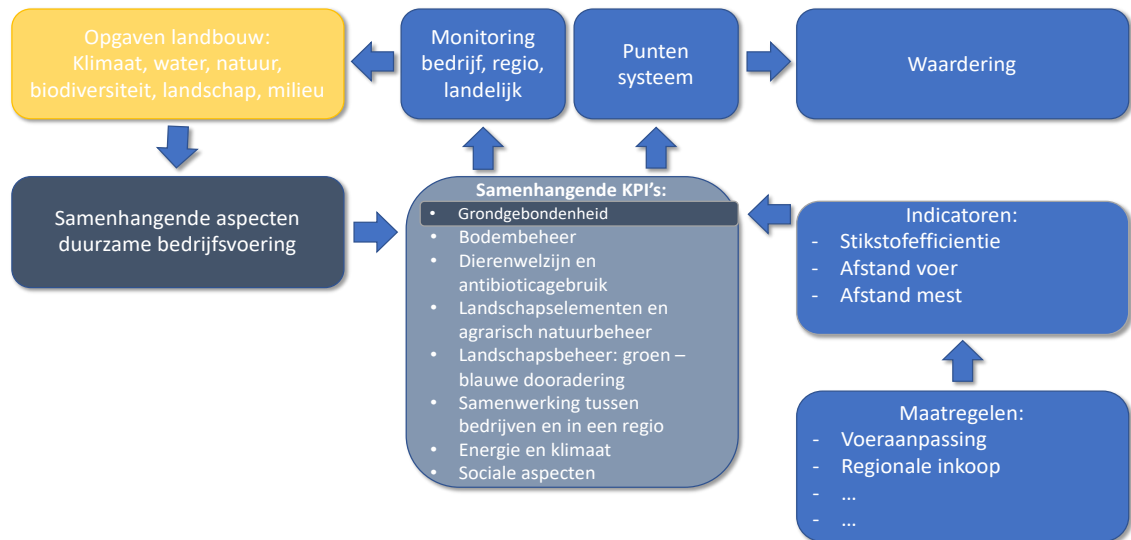 Opgaven landbouw:
Klimaat, water, natuur,
biodiversiteit, landschap, milieu
Monitoring
bedrijf, regio,
landelijk
Punten
systeem
Waardering
Samenhangende aspecten
duurzame bedrijfsvoering
Samenhangende KPI's:
• Grondgebondenheid
• Bodembeheer
• Dierenwelzijn en
antibioticagebruik
• Landschapselementen en
agrarisch natuurbeheer
• Landschapsbeheer: groen –
blauwe dooradering
• Samenwerking tussen
bedrijven en in een regio
• Energie en klimaat
• Sociale aspecten
Indicatoren:
- Stikstofefficientie
- Afstand voer
- Afstand mest
Maatregelen:
- Voeraanpassing
- Regionale inkoop
- ...
- ...